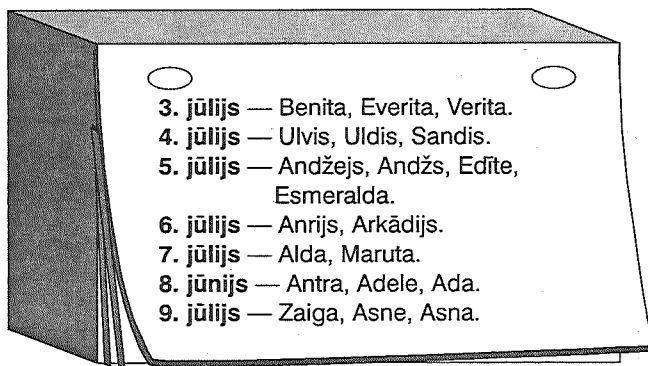 3. jūlijs — Benita, Everita, Verita.
4. jūlijs — Ulvis, Uldis, Sandis.
5. jūlijs — Andžejs, Andžs, Edīte,
Esmeralda.
6. jūlijs — Anrijs, Arkādijs.
7. jūlijs — Alda, Maruta.
8. jūnijs — Antra, Adele, Ada.
9. jūlijs — Zaiga, Asne, Asna.